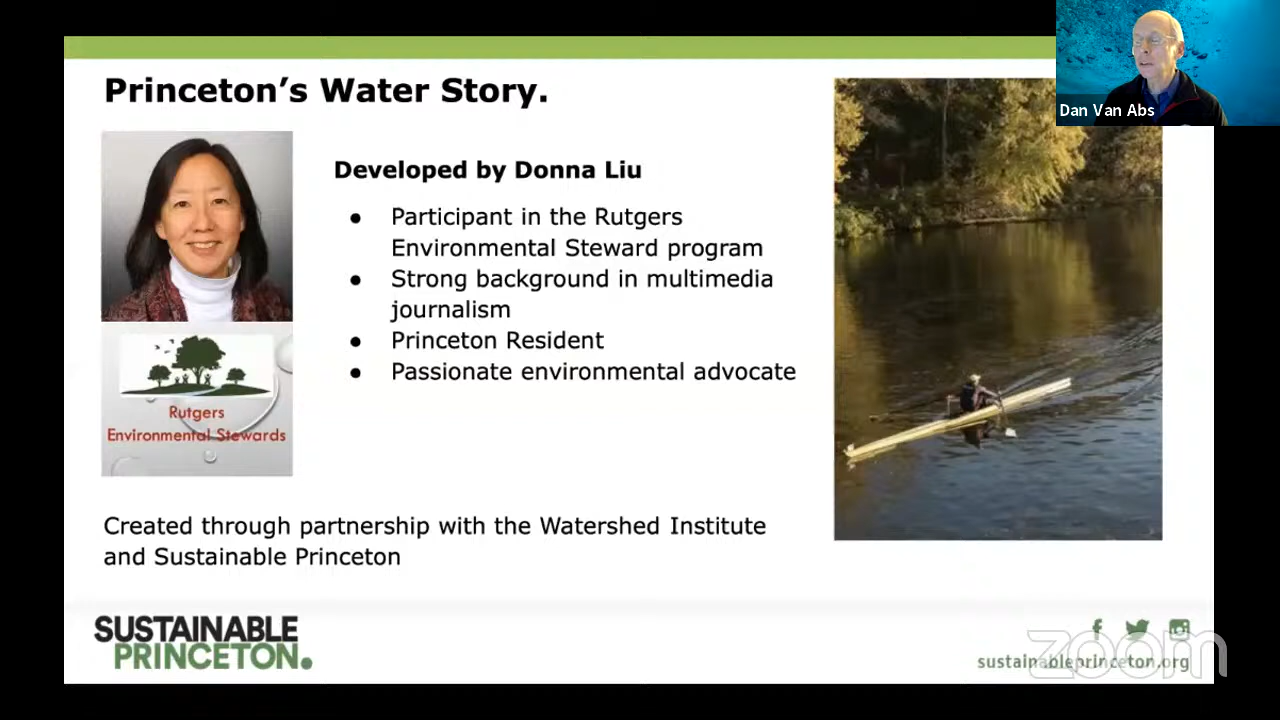 Princeton's Water Story.
Dan Van Abs
Developed by Donna Liu
● Participant in the Rutgers
Environmental Steward program
● Strong background in multimedia
journalism
● Princeton Resident
● Passionate environmental advocate
Rutgers
Environmental Stewards
Created through partnership with the Watershed Institute
and Sustainable Princeton
SUSTAINABLE
PRINCETON.
zoom
sustainableprinceton.org